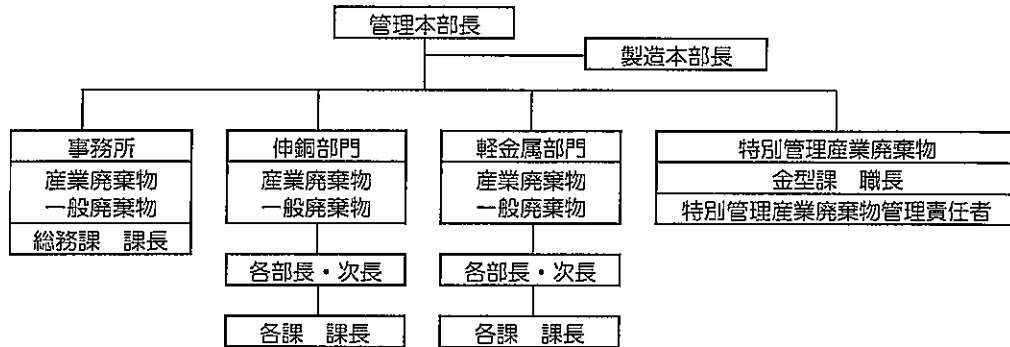 管理本部長
製造本部長
事務所
産業廃棄物
一般廃棄物
総務課　課長
伸銅部門
産業廃棄物
一般廃棄物
各部長・次長
各課　課長
軽金属部門
産業廃棄物
一般廃棄物
各部長・次長
各課　課長
特別管理産業廃棄物
金型課　職長
特別管理産業廃棄物管理責任者